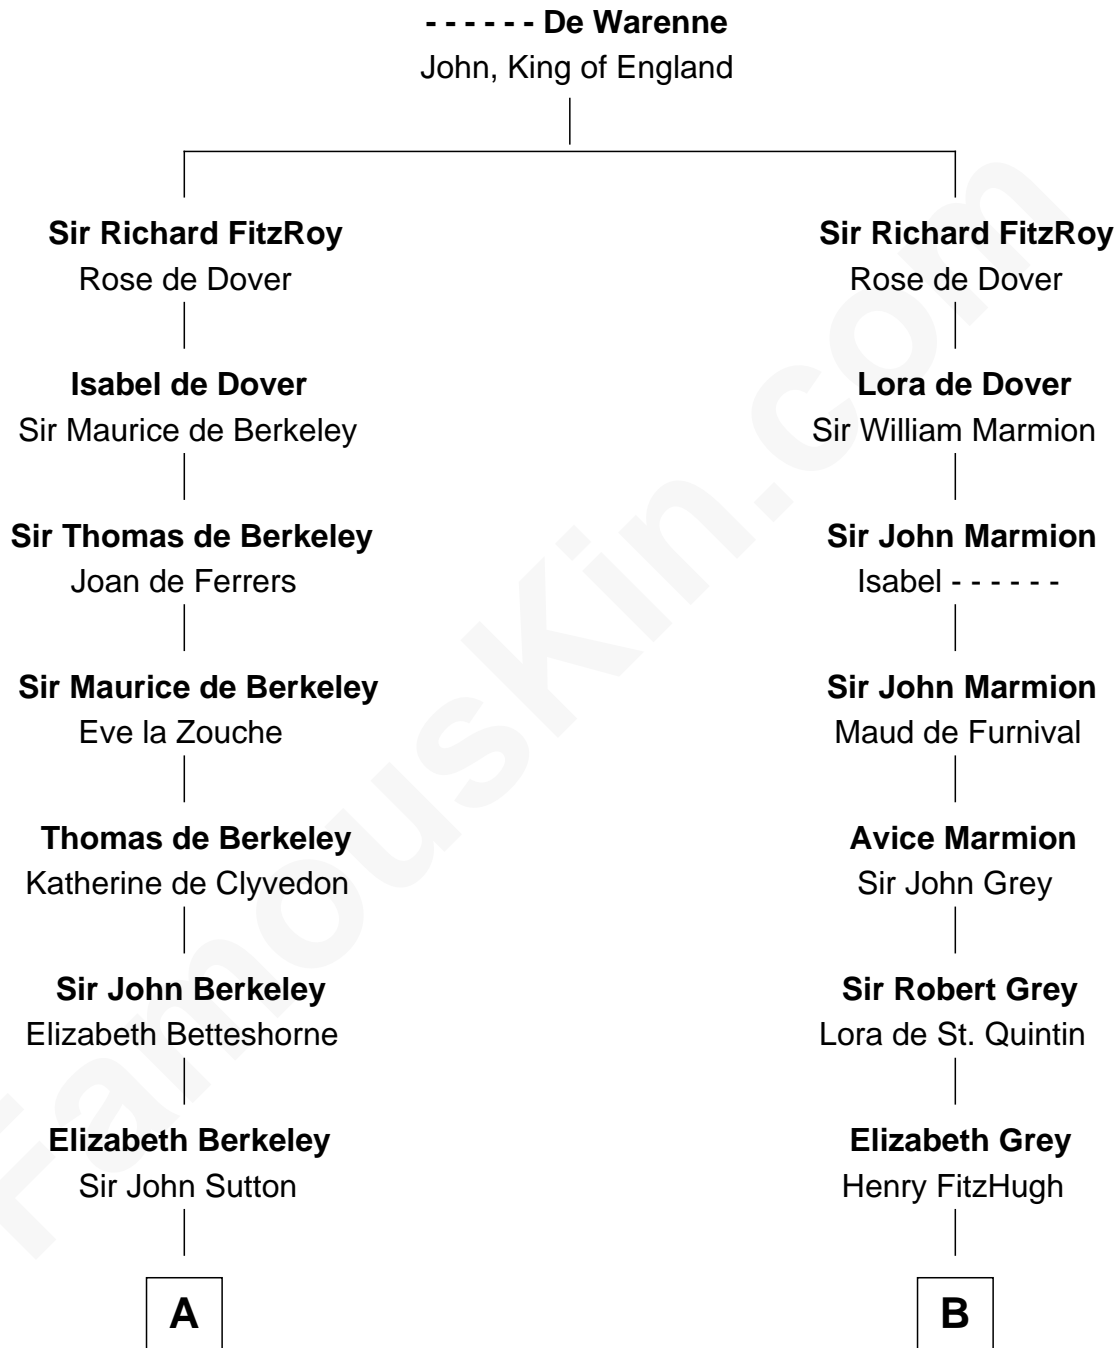 - - - - - - De Warenne
John, King of England
Sir Richard FitzRoy
Rose de Dover
Isabel de Dover
Sir Maurice de Berkeley
Sir Thomas de Berkeley
Joan de Ferrers
Sir Maurice de Berkeley
Eve la Zouche
Thomas de Berkeley
Katherine de Clyvedon
Sir John Berkeley
Elizabeth Betteshorne
Elizabeth Berkeley
Sir John Sutton
A
Sir Richard FitzRoy
Rose de Dover
Lora de Dover
Sir William Marmion
Sir John Marmion
Isabel - - - - - -
Sir John Marmion
Maud de Furnival
Avice Marmion
Sir John Grey
Sir Robert Grey
Lora de St. Quintin
Elizabeth Grey
Henry FitzHugh
B
FamousKin.com